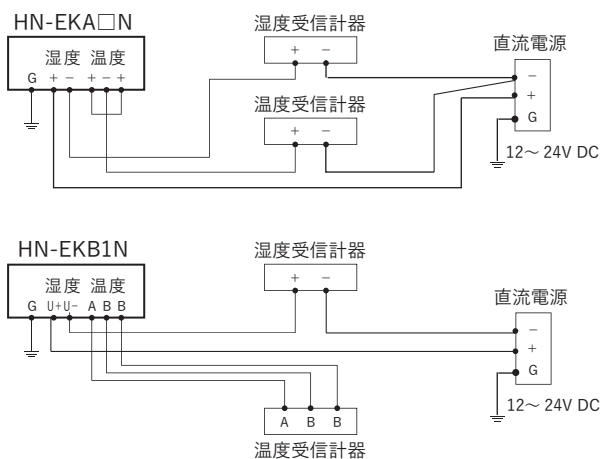 HN-EKA□N
湿度 温度
G + − + − +
湿度受信計器
+ −
温度受信計器
+ −
直流電源
−
+
G
12～ 24V DC
HN-EKB1N
湿度 温度
G U+U− A B B
湿度受信計器
+ −
A B B
温度受信計器
直流電源
−
+
G
12～ 24V DC